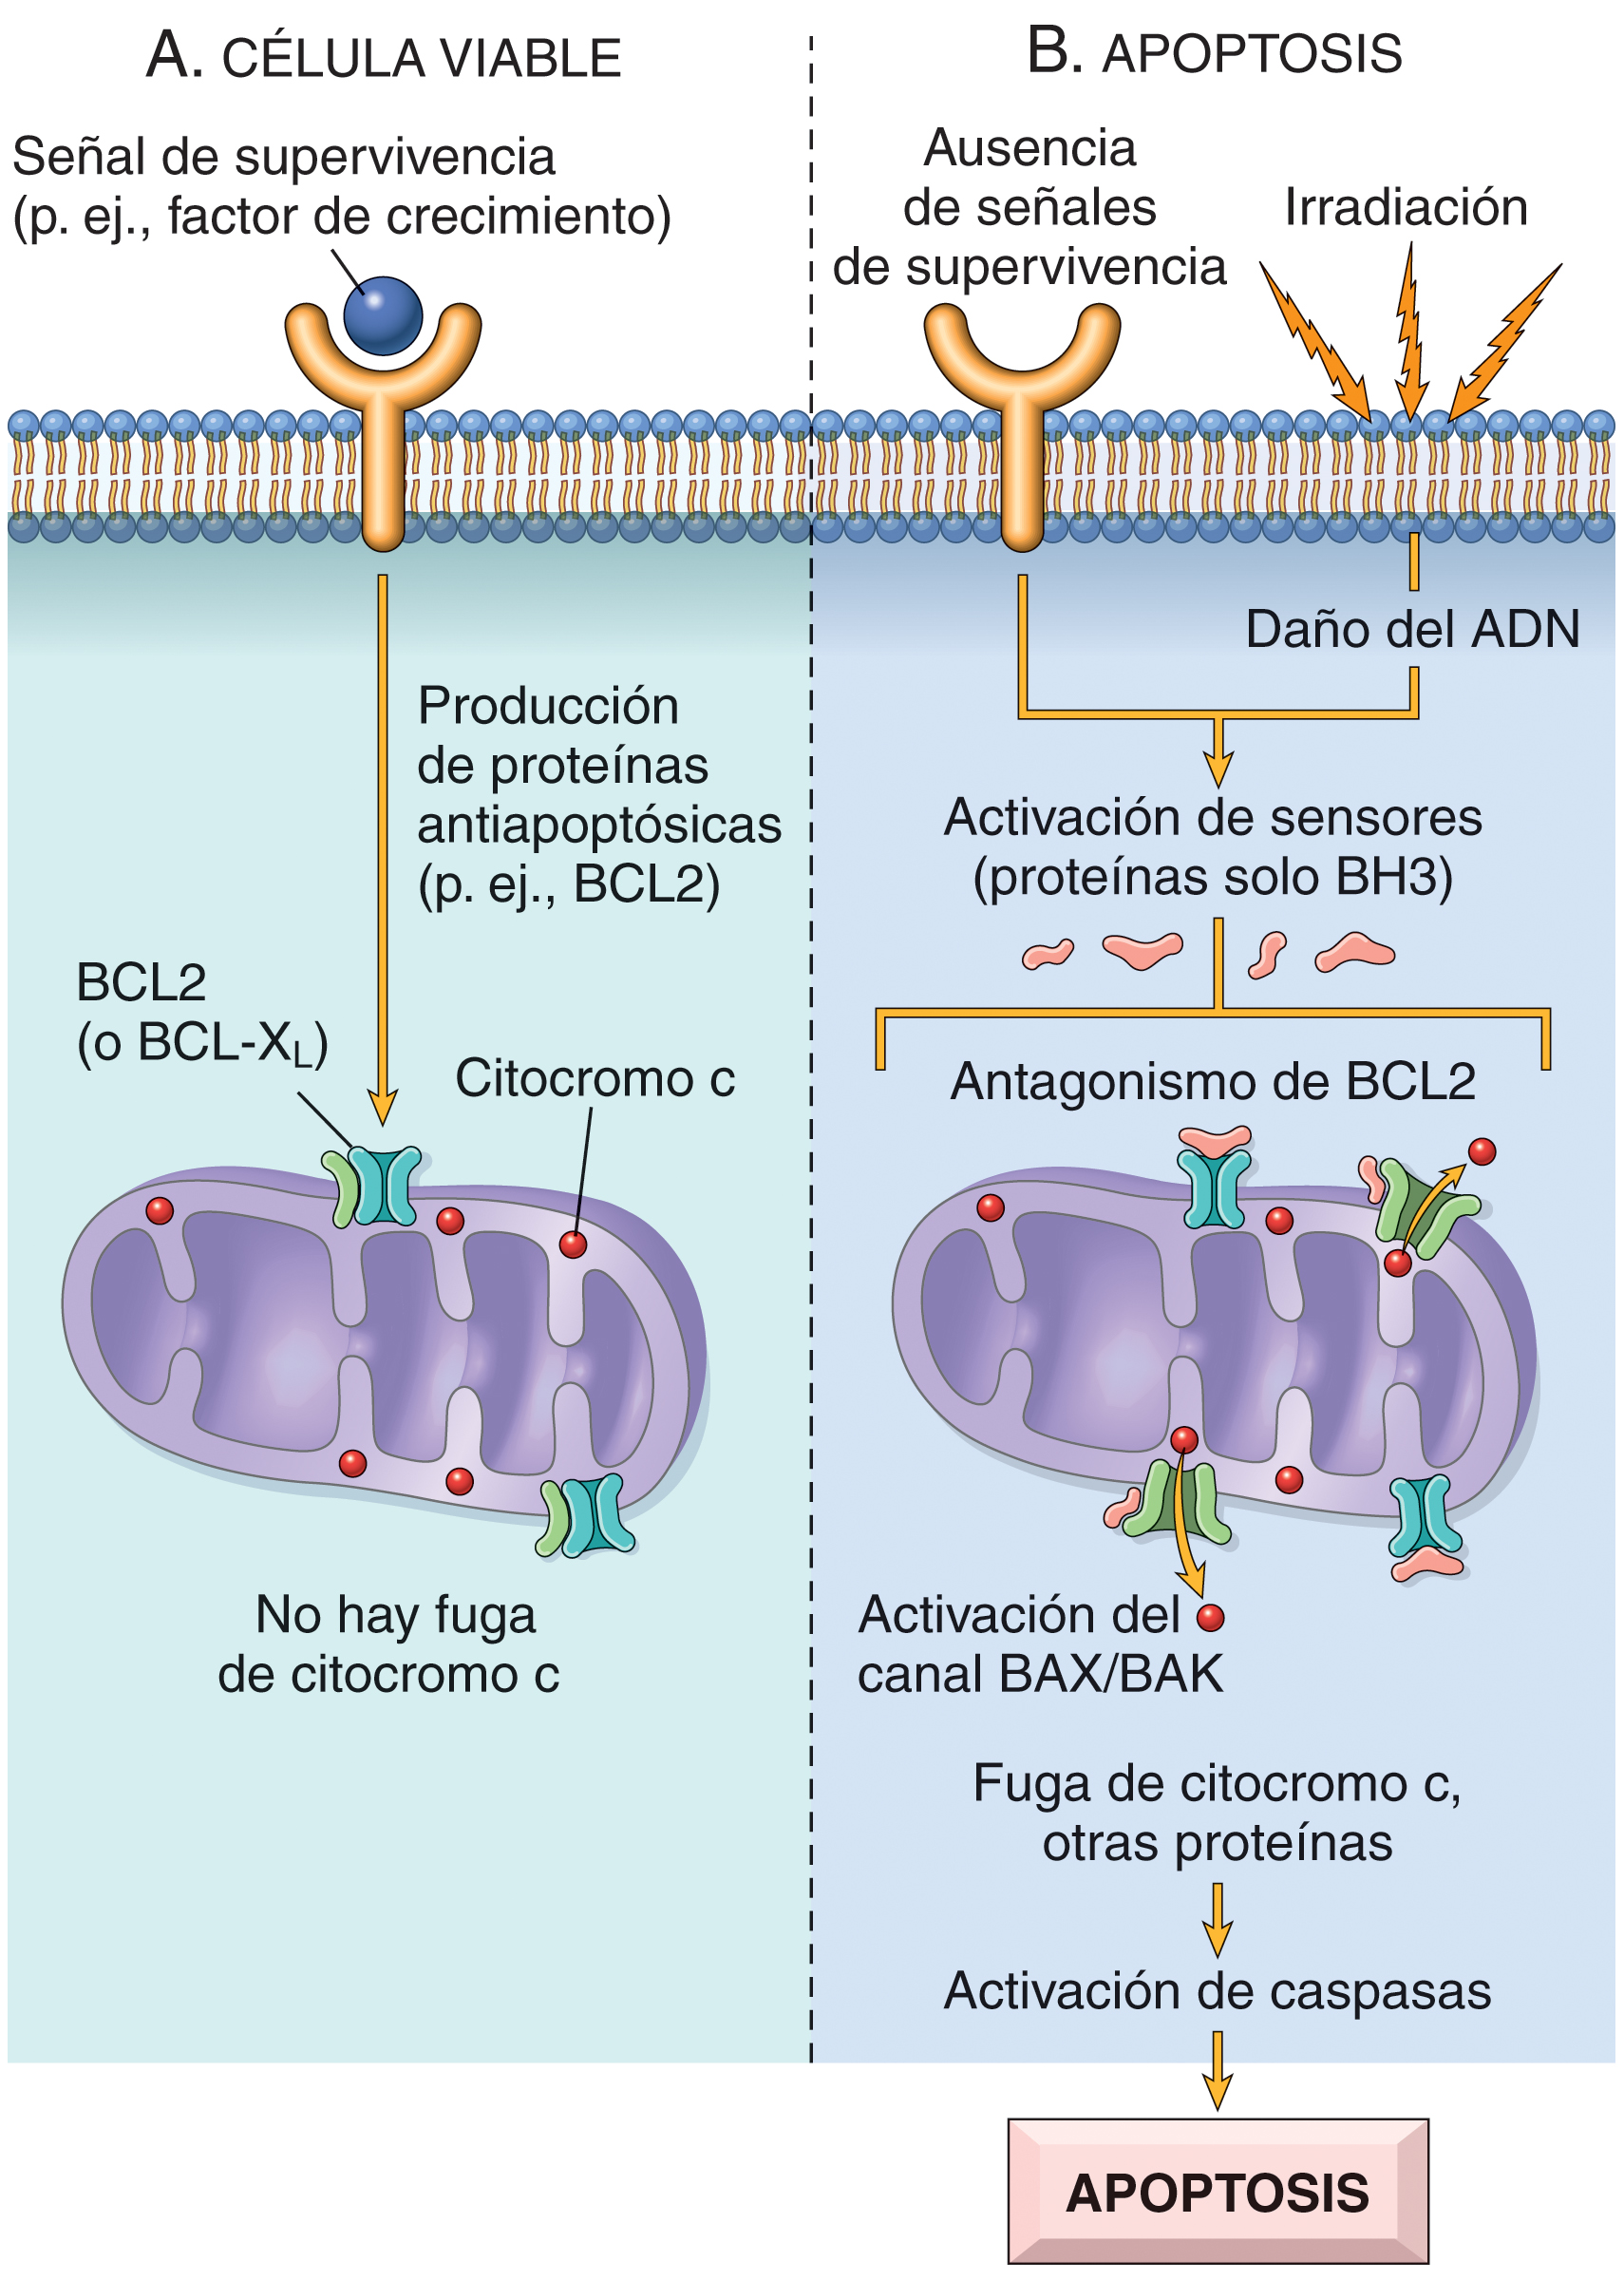 A. CÉLULA VIABLE
Señal de supervivencia
(p. ej., factor de crecimiento)
Producción
de proteínas
antiapoptósicas
(p. ej., BCL2)
BCL2
(o BCL-XL)
Citocromo c
No hay fuga
de citocromo c
B. APOPTOSIS
Ausencia
de señales
de supervivencia
Irradiación
Daño del ADN
Activación de sensores
(proteínas solo BH3)
Antagonismo de BCL2
Activación del
canal BAX/BAK
Fuga de citocromo c,
otras proteínas
Activación de caspasas
APOPTOSIS